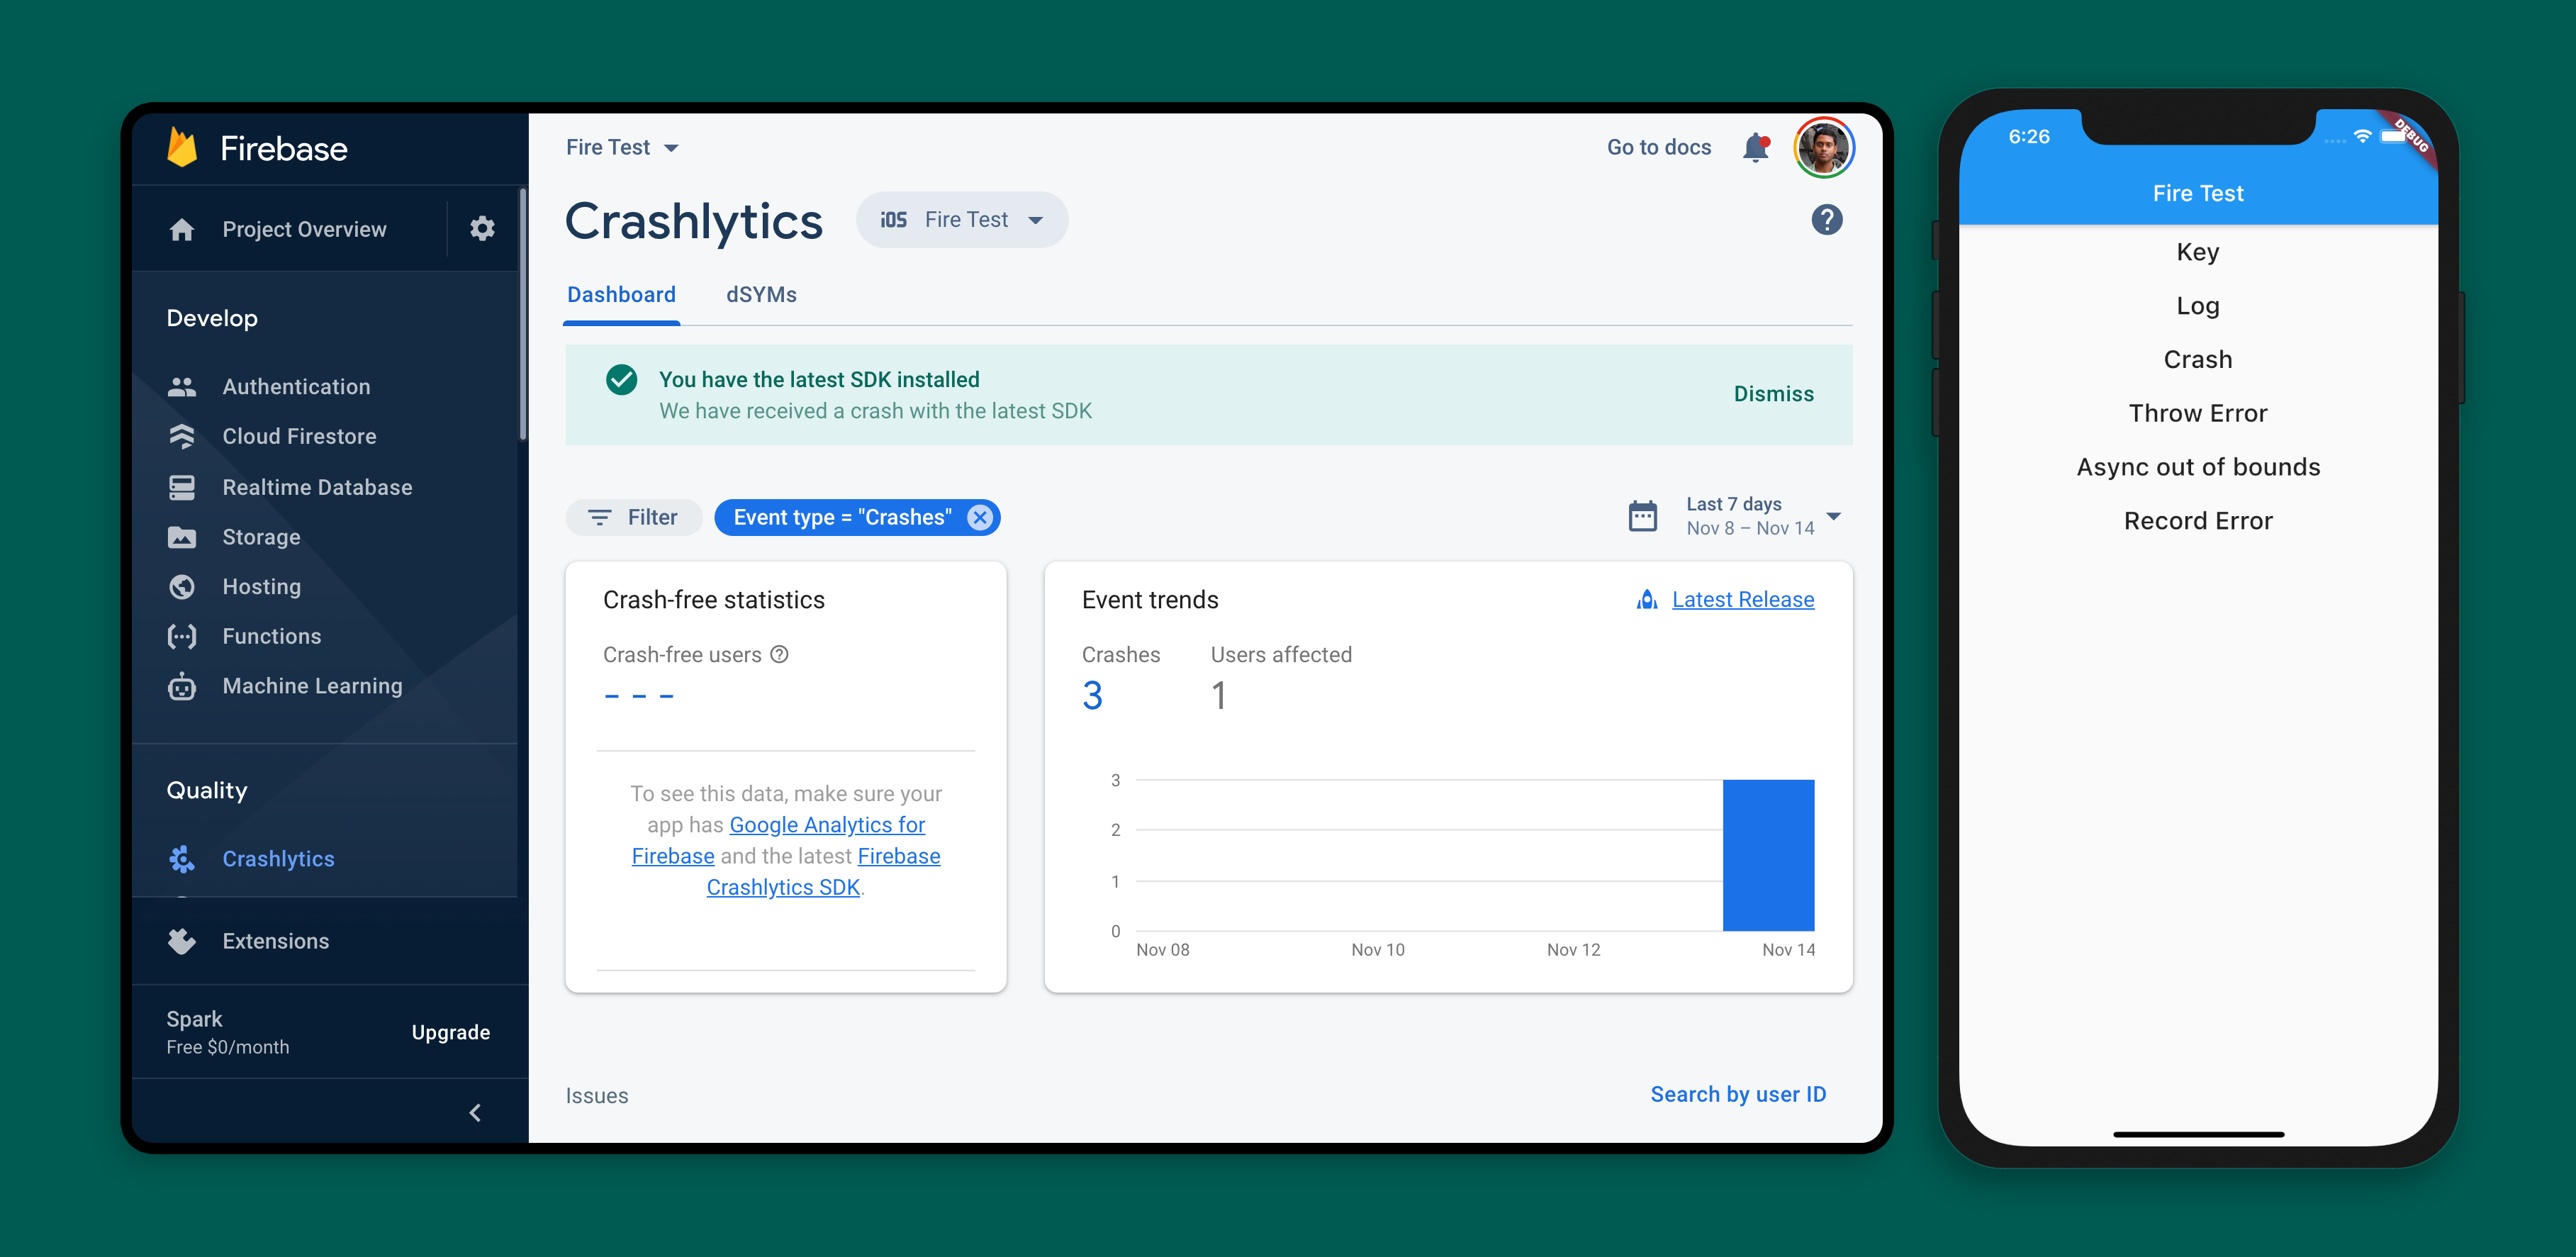 Firebase
Project Overview
Develop
Authentication
Cloud Firestore
Realtime Database
Storage
Hosting
Functions
Machine Learning
Quality
Crashlytics
Extensions
Spark
Free $0/month
Upgrade
Fire Test
Go to docs
Crashlytics
iOS Fire Test
Dashboard
dSYMs
You have the latest SDK installed
We have received a crash with the latest SDK
Dismiss
Filter
Event type = "Crashes"
Last 7 days
Nov 8 – Nov 14
Crash-free statistics
Crash-free users
- - -
To see this data, make sure your
app has Google Analytics for
Firebase and the latest Firebase
Crashlytics SDK.
Event trends
Latest Release
Crashes
Users affected
3
1
3
2
1
0
Nov 08
Nov 10
Nov 12
Nov 14
Issues
Search by user ID
6:26
DEBUG
Fire Test
Key
Log
Crash
Throw Error
Async out of bounds
Record Error